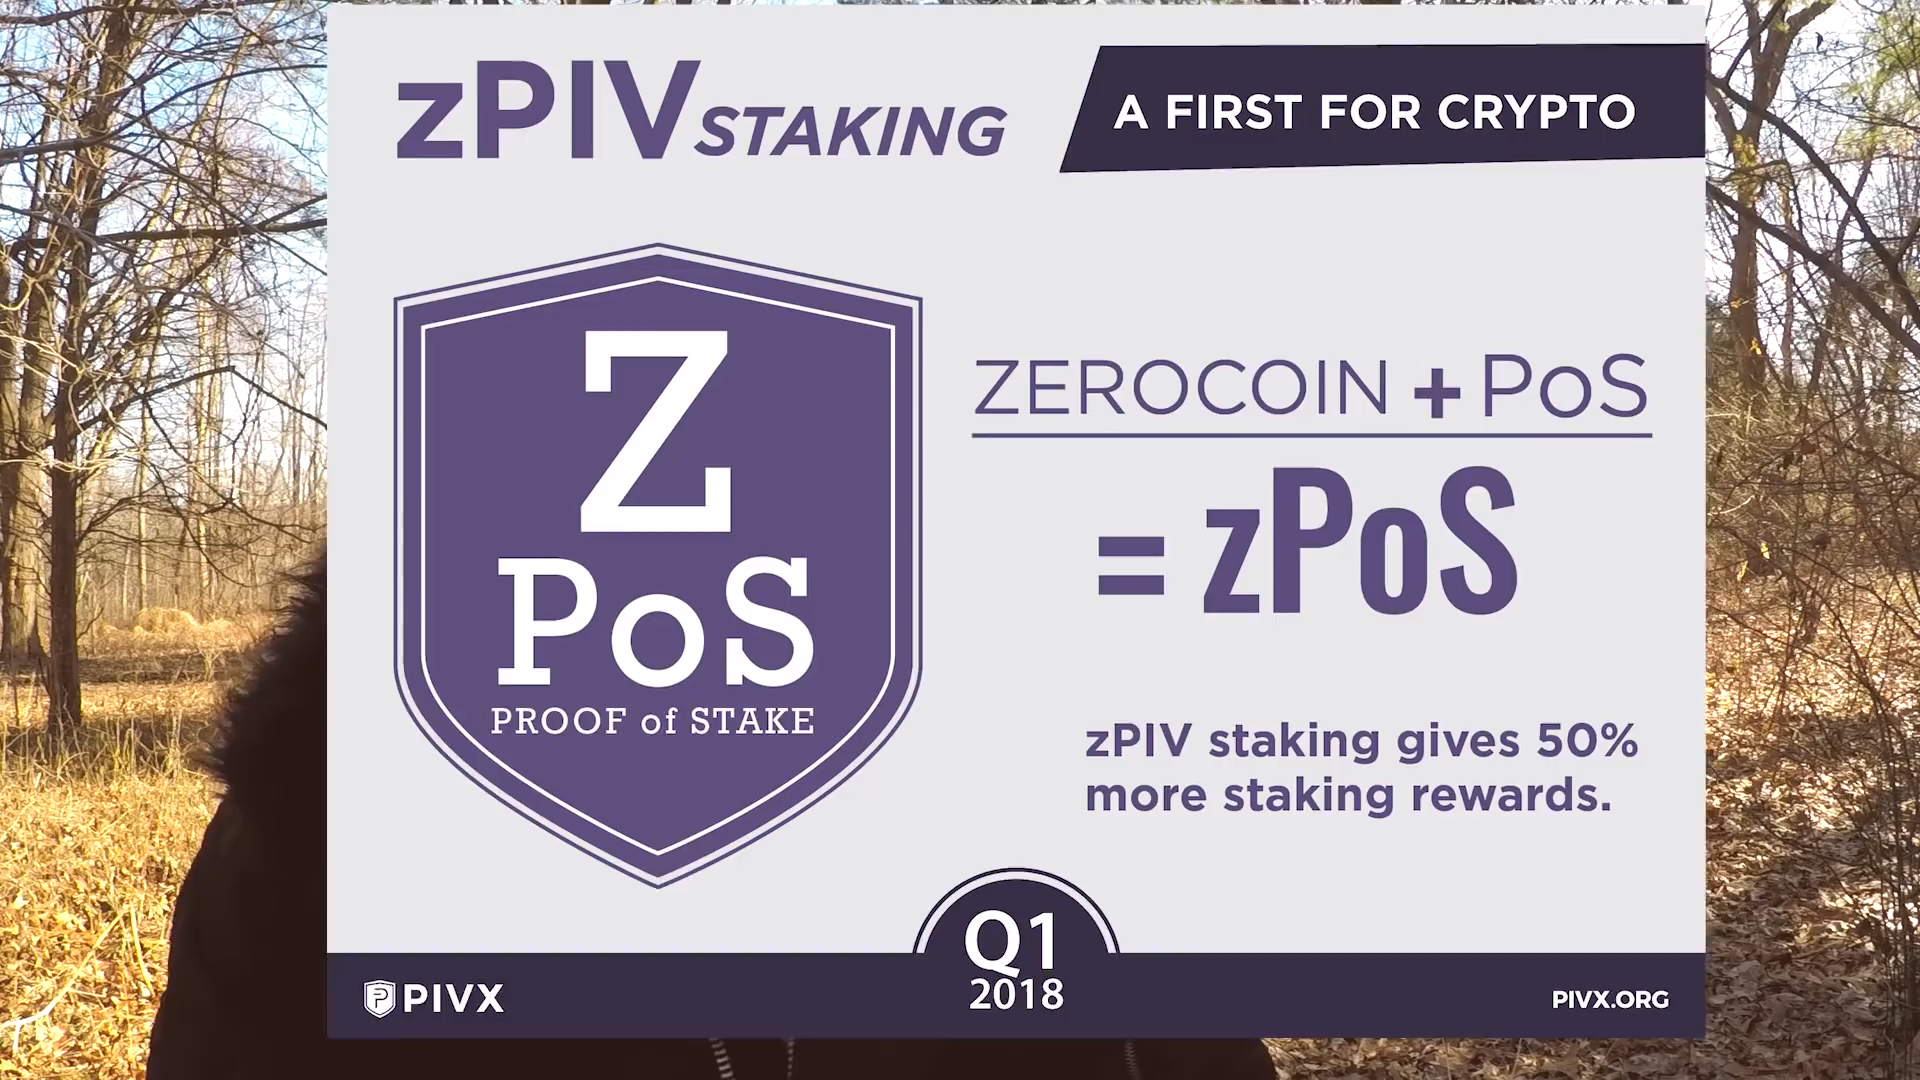 zPIV STAKING
A FIRST FOR CRYPTO
Z
PoS
PROOF of STAKE
ZEROCOIN + PoS
= zPoS
zPIV staking gives 50%
more staking rewards.
Q1
2018
PIVX
PIVX.ORG